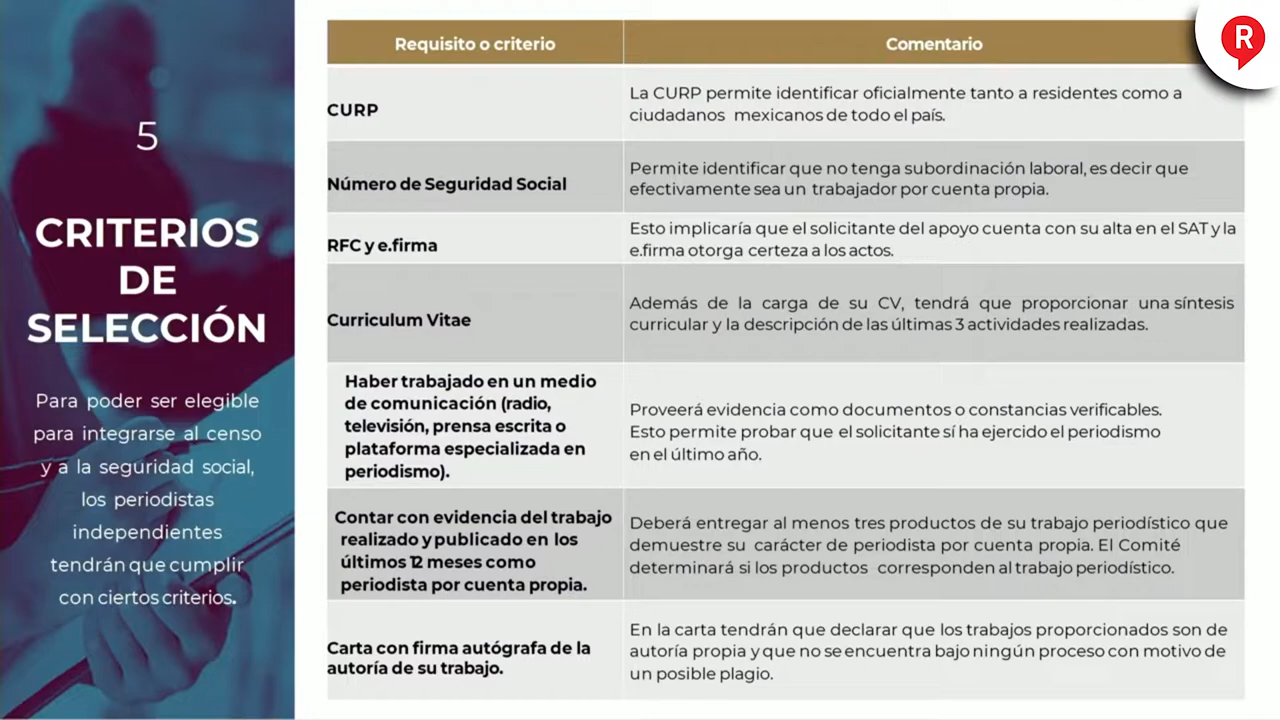 5
CRITERIOS
DE
SELECCIÓN
Para poder ser elegible
para integrarse al censo
y a la seguridad social,
los periodistas
independientes
tendrán que cumplir
con ciertos criterios.
Requisito o criterio
Comentario
R
CURP
La CURP permite identificar oficialmente tanto a residentes como a
ciudadanos mexicanos de todo el país.
Número de Seguridad Social
Permite identificar que no tenga subordinación laboral, es decir que
efectivamente sea un trabajador por cuenta propia.
RFC y e.firma
Esto implicaría que el solicitante del apoyo cuenta con su alta en el SAT y la
e.firma otorga certeza a los actos.
Curriculum Vitae
Además de la carga de su CV, tendrá que proporcionar una síntesis
curricular y la descripción de las últimas 3 actividades realizadas.
Haber trabajado en un medio
de comunicación (radio,
televisión, prensa escrita o
plataforma especializada en
periodismo).
Proveerá evidencia como documentos o constancias verificables.
Esto permite probar que el solicitante sí ha ejercido el periodismo
en el último año.
Contar con evidencia del trabajo
realizado y publicado en los
últimos 12 meses como
periodista por cuenta propia.
Deberá entregar al menos tres productos de su trabajo periodístico que
demuestre su carácter de periodista por cuenta propia. El Comité
determinará si los productos corresponden al trabajo periodístico.
Carta con firma autógrafa de la
autoría de su trabajo.
En la carta tendrán que declarar que los trabajos proporcionados son de
autoría propia y que no se encuentra bajo ningún proceso con motivo de
un posible plagio.